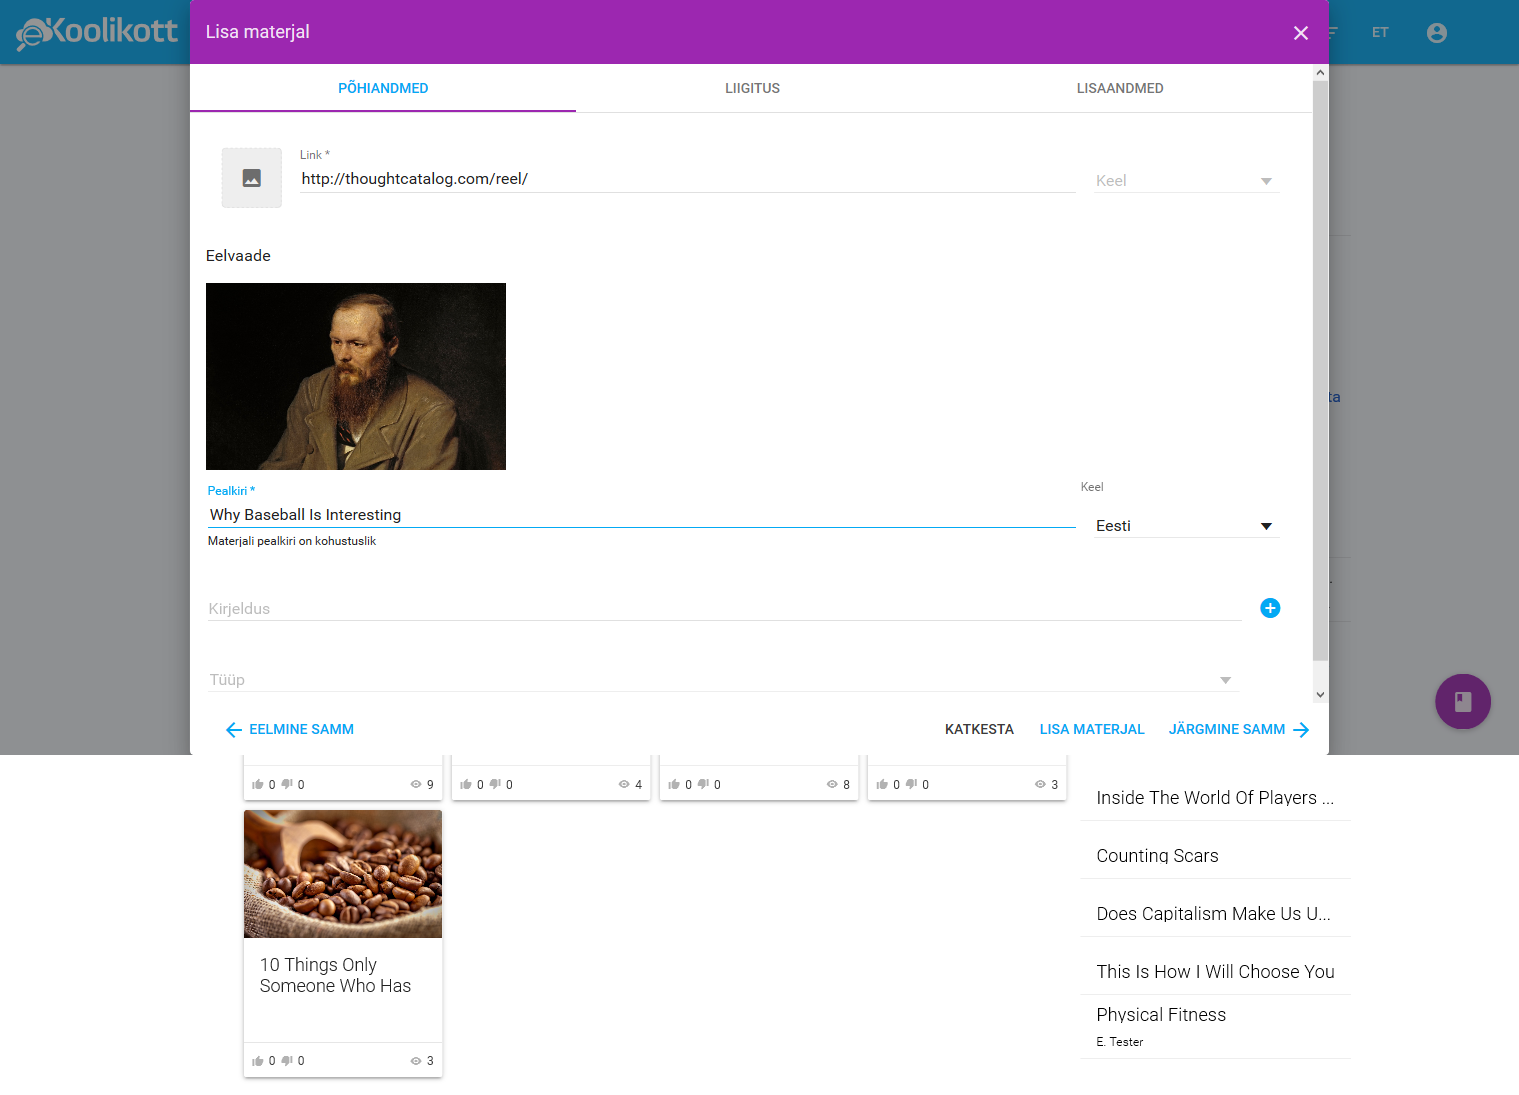 eKoolikott
Lisa materjal
ET
PÕHIANDMED
LIIGITUS
LISAANDMED
Link *
http://thoughtcatalog.com/reel/
Keel
Eelvaade
ta
Pealkiri *
Keel
Why Baseball Is Interesting
Eesti
Materjali pealkiri on kohustuslik
Kirjeldus
Tüüp
EELMINE SAMM
KATKESTA
LISA MATERJAL
JÄRGMINE SAMM
0 0 9
0 0 4
0 0 8
0 0 3
10 Things Only
Someone Who Has
0 0 3
Inside The World Of Players ...
Counting Scars
Does Capitalism Make Us U...
This Is How I Will Choose You
Physical Fitness
E. Tester